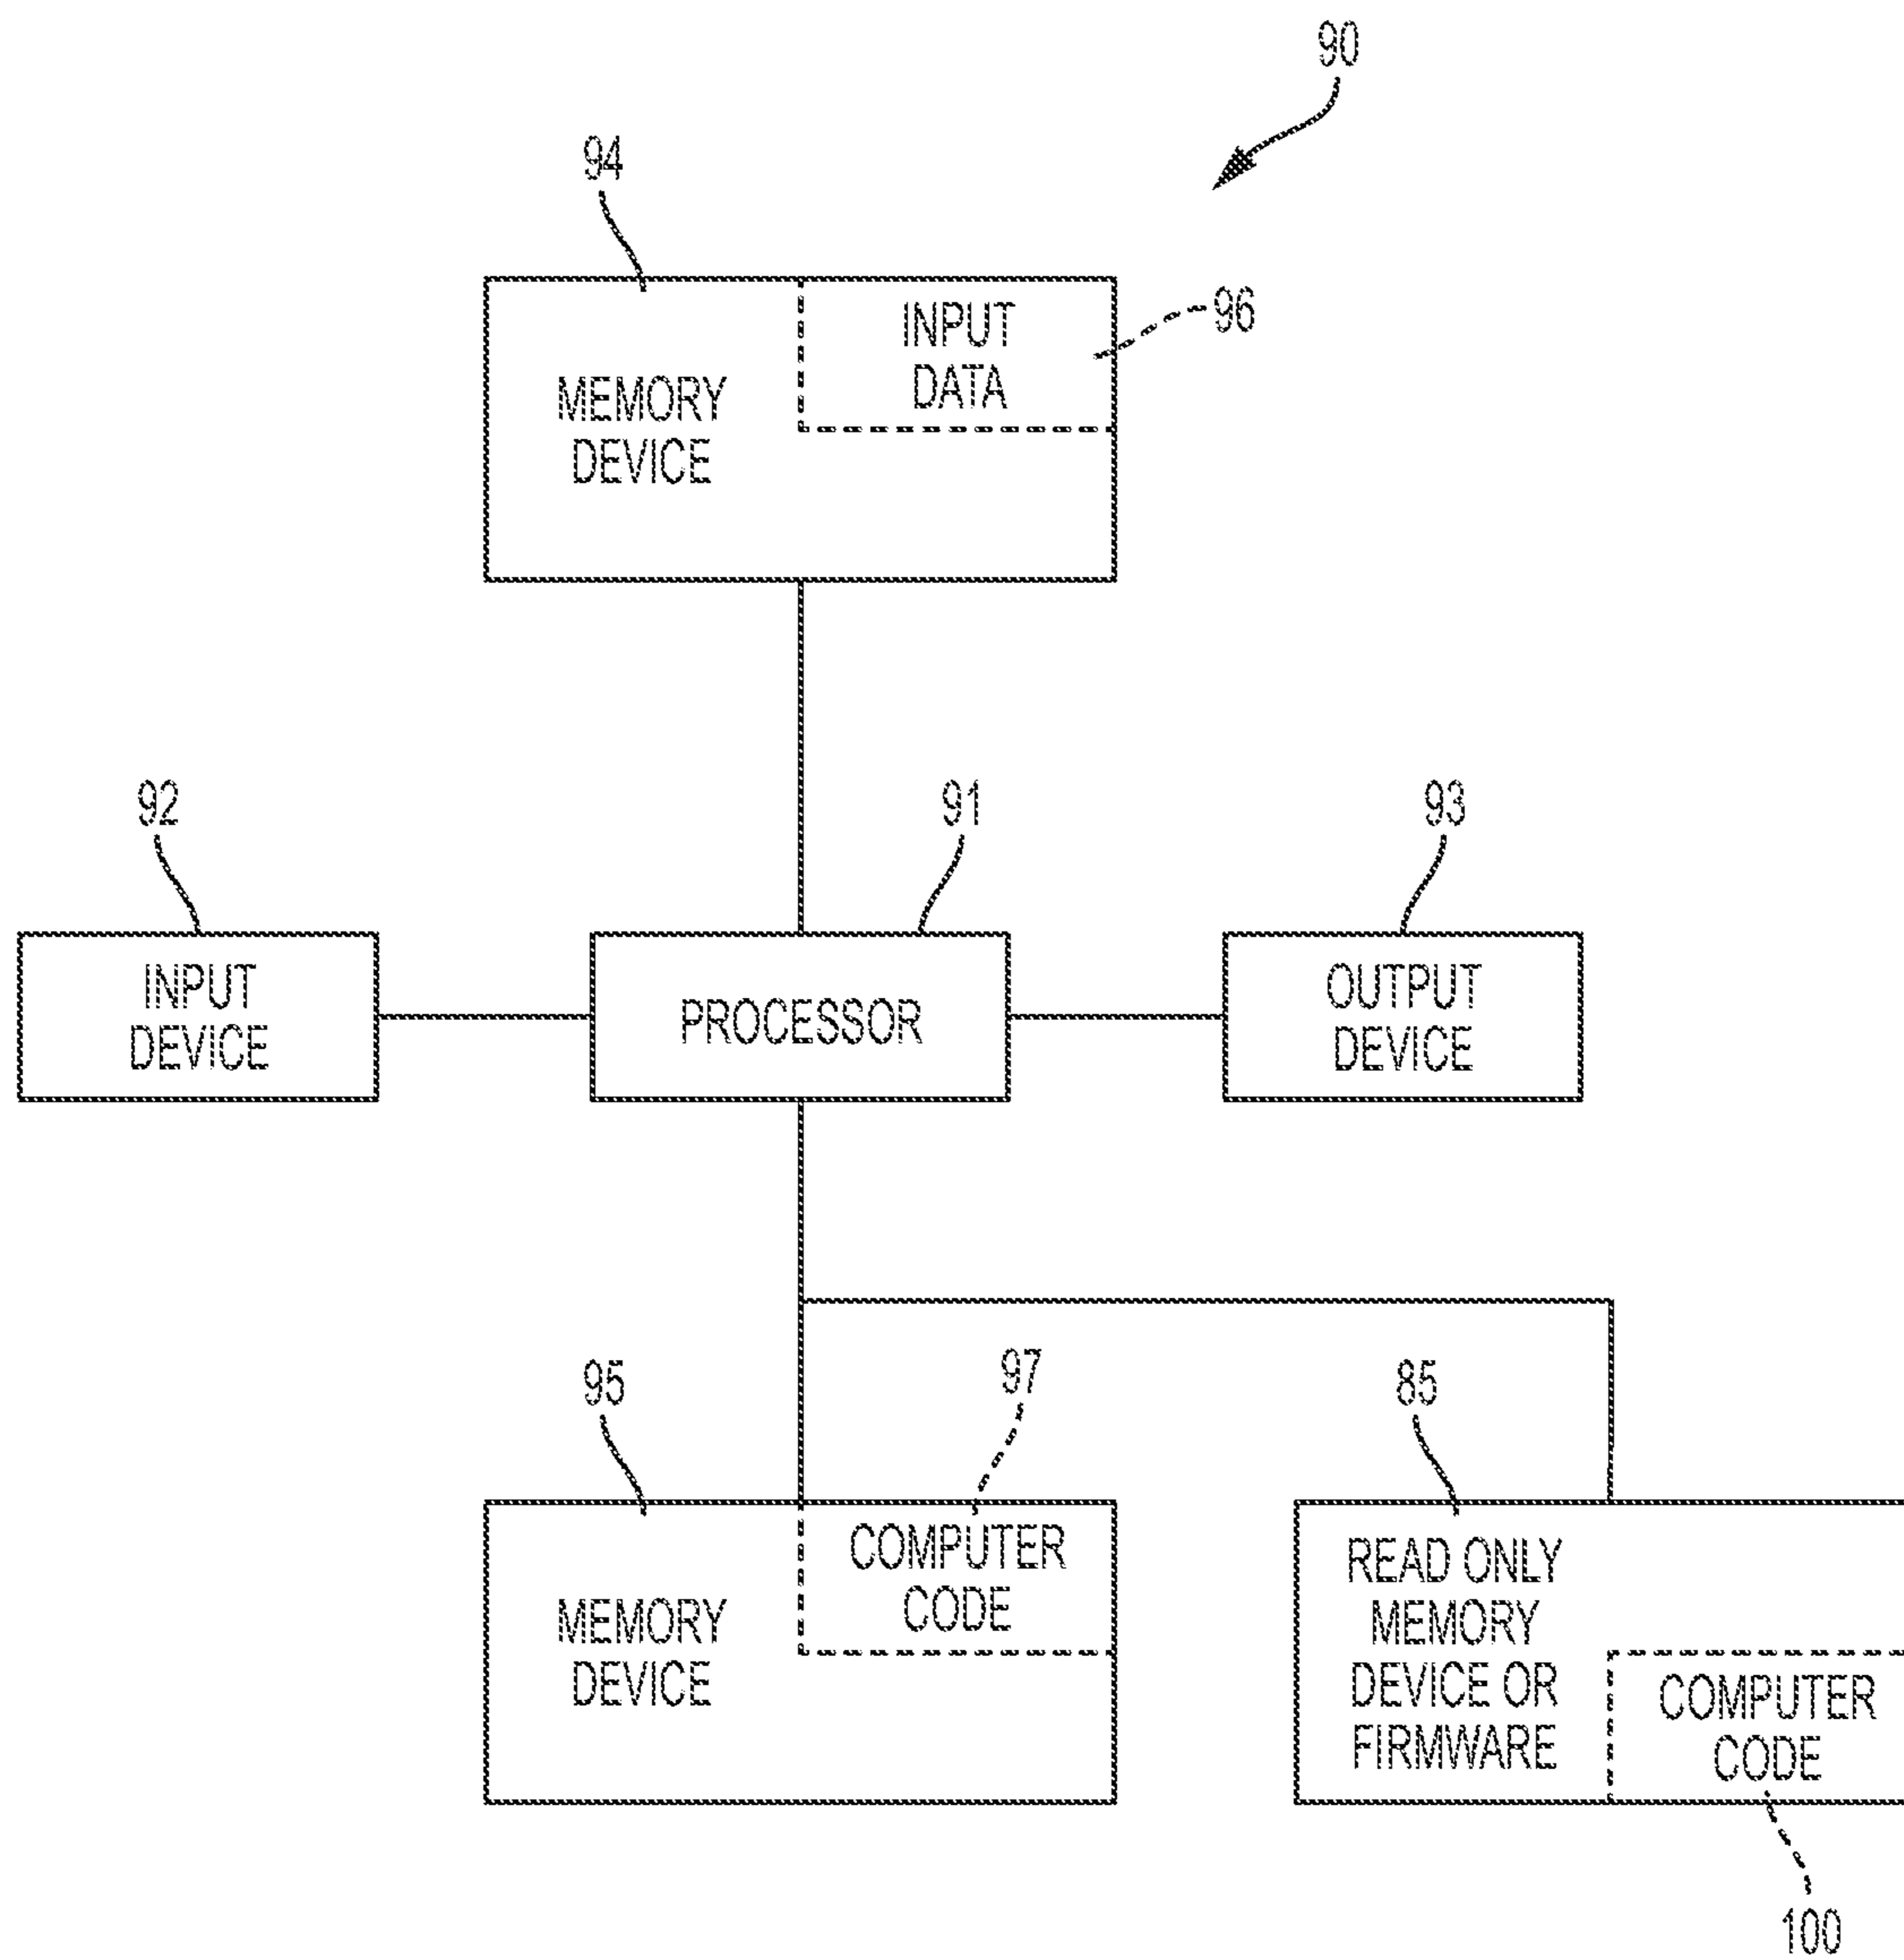 90
94
INPUT
DATA
96
MEMORY
DEVICE
92
91
93
INPUT
DEVICE
PROCESSOR
OUTPUT
DEVICE
95
97
85
COMPUTER
CODE
MEMORY
DEVICE
READ ONLY
MEMORY
DEVICE OR
FIRMWARE
COMPUTER
CODE
100